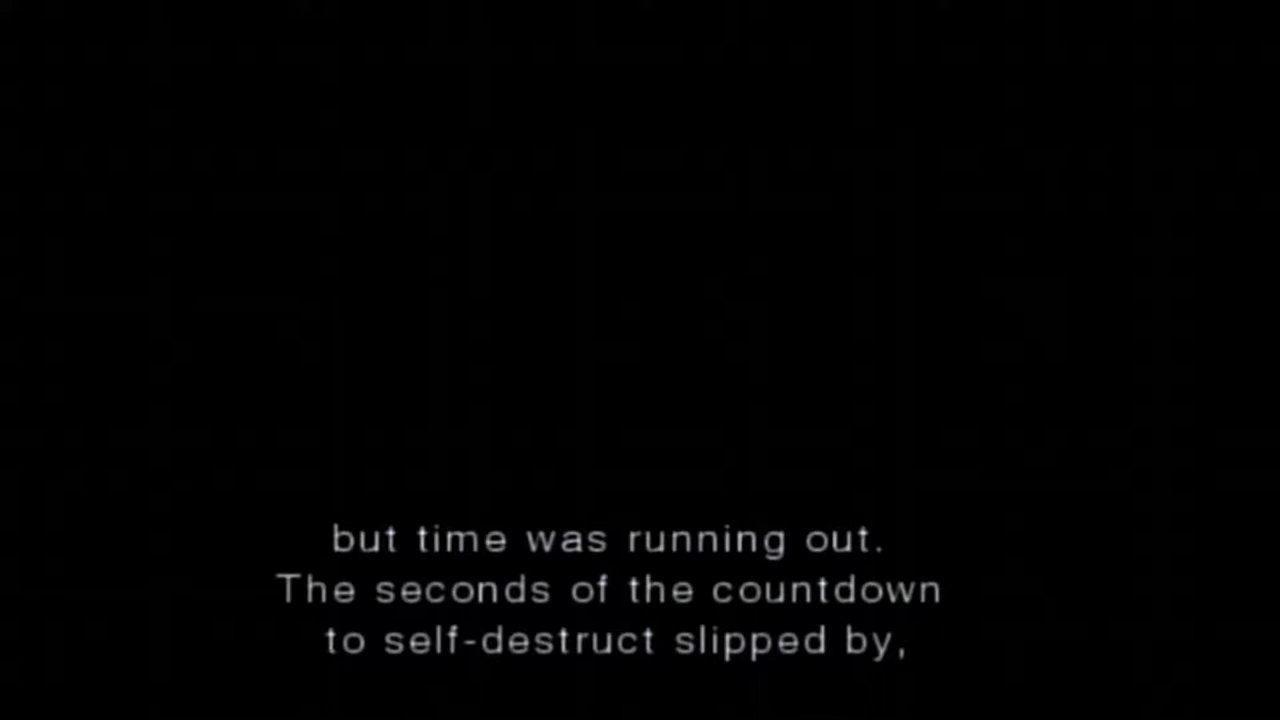 but time was running out.
The seconds of the countdown
to self-destruct slipped by,